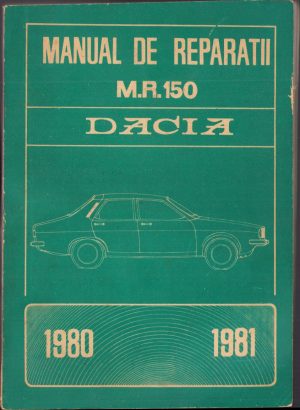 MANUAL DE REPARATII
M.R. 150
DACIA
1980 1981